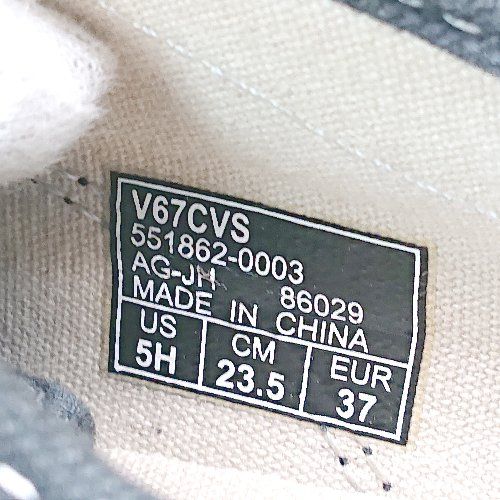 V67CVS
551862-0003
AG-JH 86029
MADE IN CHINA
US CM EUR
5H 23.5 37